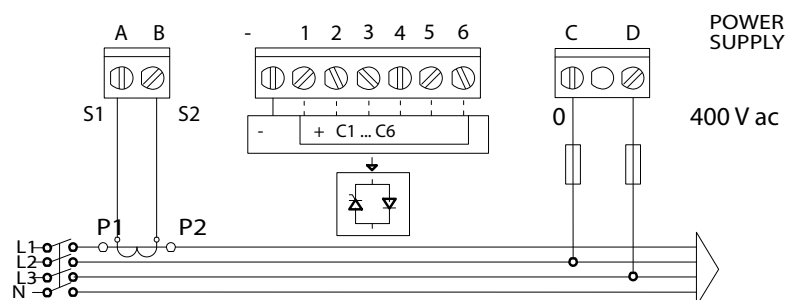 A B - 1 2 3 4 5 6 C D POWER
SUPPLY
S1 S2 0 400 V ac
- + C1 ... C6
P1 P2
L1
L2
L3
N